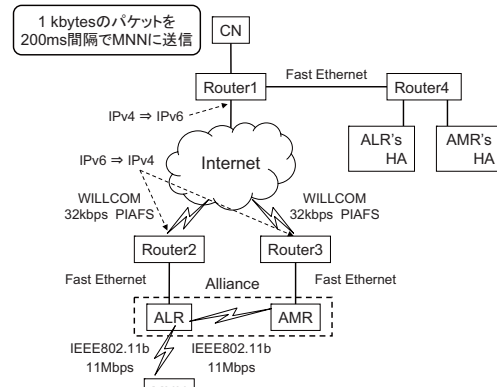 1 kbytesのパケットを
200ms間隔でMNNに送信
CN
Router1
Fast Ethernet
Router4
IPv4 ⇒ IPv6
ALR's
HA
AMR's
HA
Internet
IPv6 ⇒ IPv4
WILLCOM
32kbps PIAFS
WILLCOM
32kbps PIAFS
Router2
Router3
Fast Ethernet
Alliance
Fast Ethernet
ALR
AMR
IEEE802.11b
11Mbps
IEEE802.11b
11Mbps